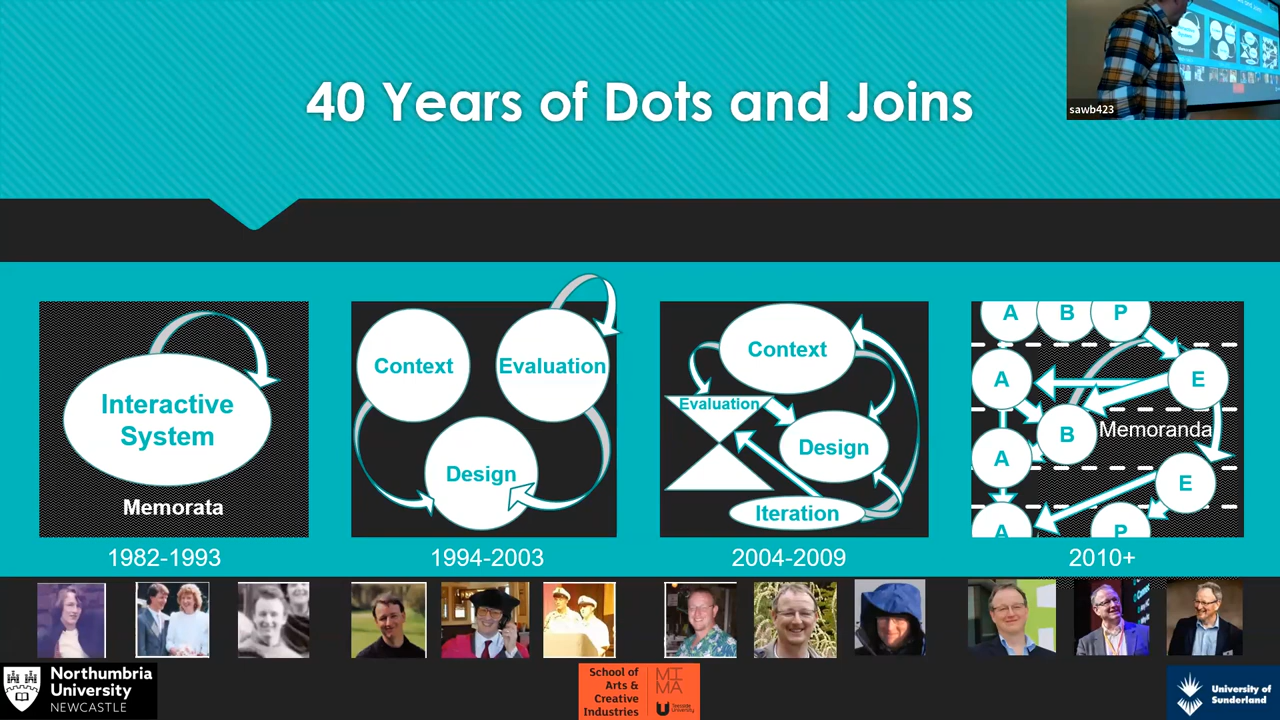 40 Years of Dots and Joins
sawb423
Interactive
System
Memorata
1982-1993
Context
Evaluation
Design
1994-2003
Context
Evaluation
Design
Iteration
2004-2009
A
B
P
A
E
B
Memoranda
A
E
A
P
2010+
Northumbria
University
NEWCASTLE
School of
Arts &
Creative
Industries
MI
MA
Teesside
University
University of
Sunderland